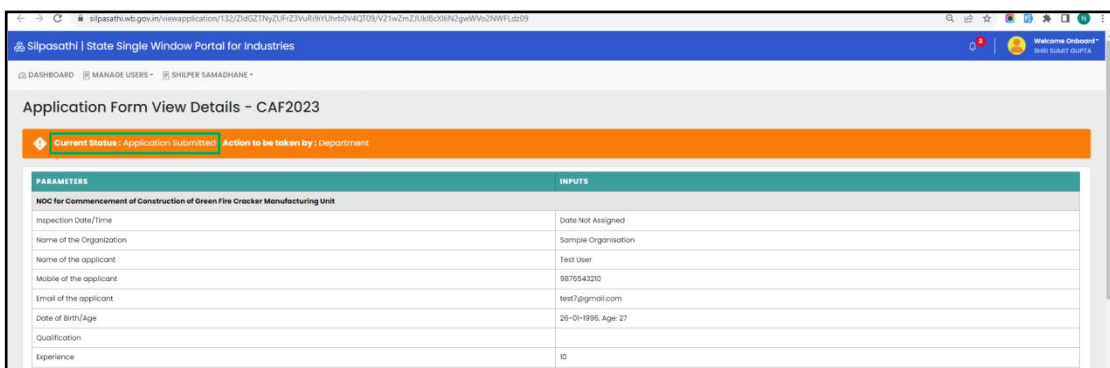 silpasathi.wb.gov.in/viewapplication/132/
Silpasathi | State Single Window Portal for Industries
3
Welcome Onboard
SHRI SUMIT GUPTA
N
DASHBOARD MANAGE USERS SHILPER SAMADHANE
Application Form View Details - CAF2023
Current Status : Application Submitted Action to be taken by : Department
PARAMETERS INPUTS
NOC for Commencement of Construction of Green Fire Cracker Manufacturing Unit
Inspection Date/Time Date Not Assigned
Name of the Organization Sample Organisation
Name of the applicant Test User
Mobile of the applicant 9876543210
Email of the applicant test7@gmail.com
Date of Birth/Age 26-01-1996, Age: 27
Qualification
Experience 10